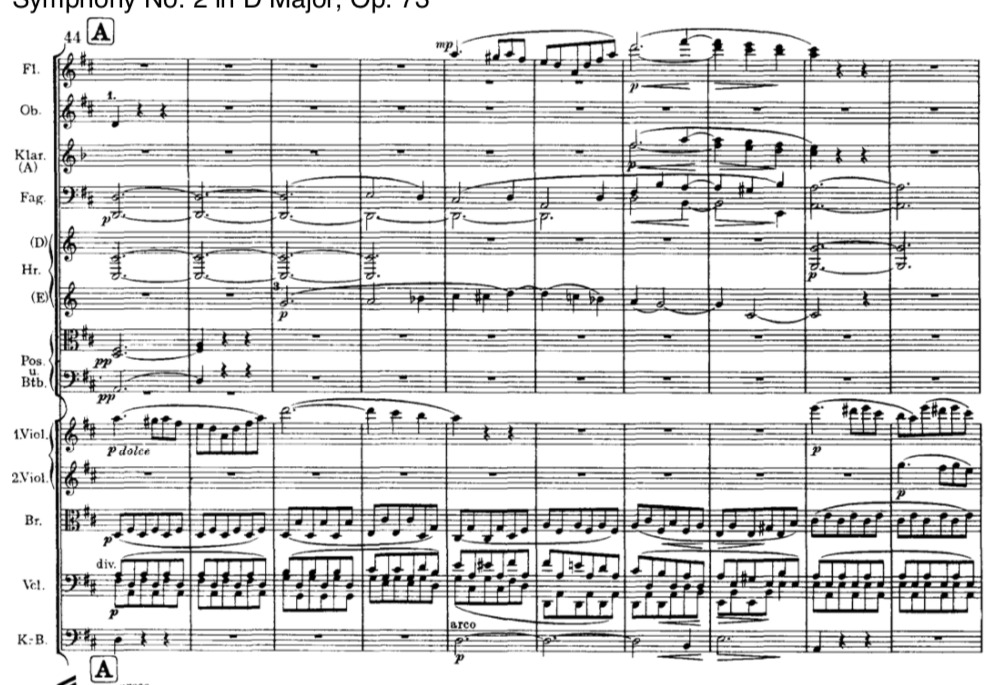 Symphony No. 2 in D Major, Op. 73
44 A
mp
Fl.
p
1.
Ob.
Klar.
(A)
p
Fag.
p
(D)
Hr.
p
(E)
3
p
Pos.
u.
Btb.
pp
pp
1.Viol.
p dolce
p
2.Viol.
p
Br.
p
div.
Vcl.
p
arco
K.-B.
p
A